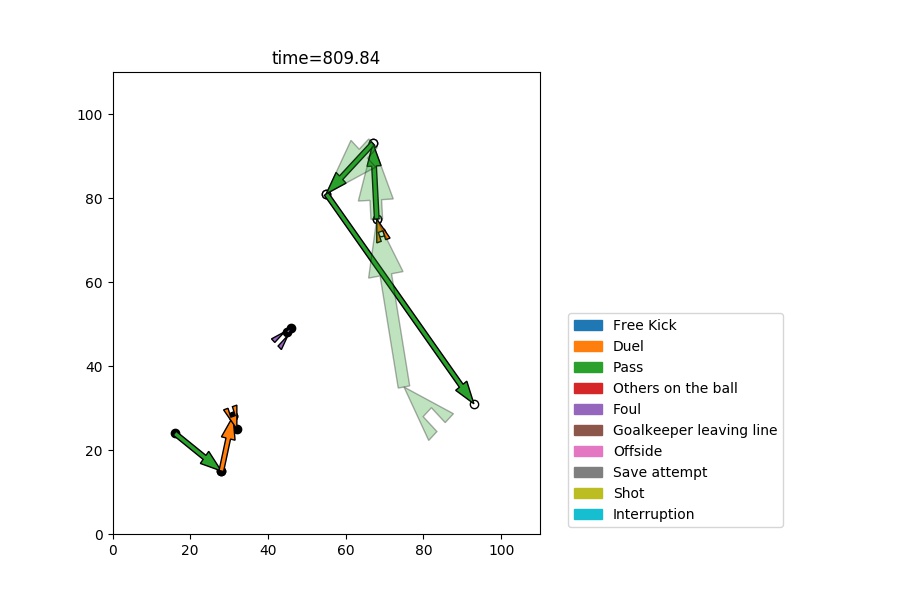 time=809.84
100
80
60
40
20
0
0 20 40 60 80 100
Free Kick
Duel
Pass
Others on the ball
Foul
Goalkeeper leaving line
Offside
Save attempt
Shot
Interruption